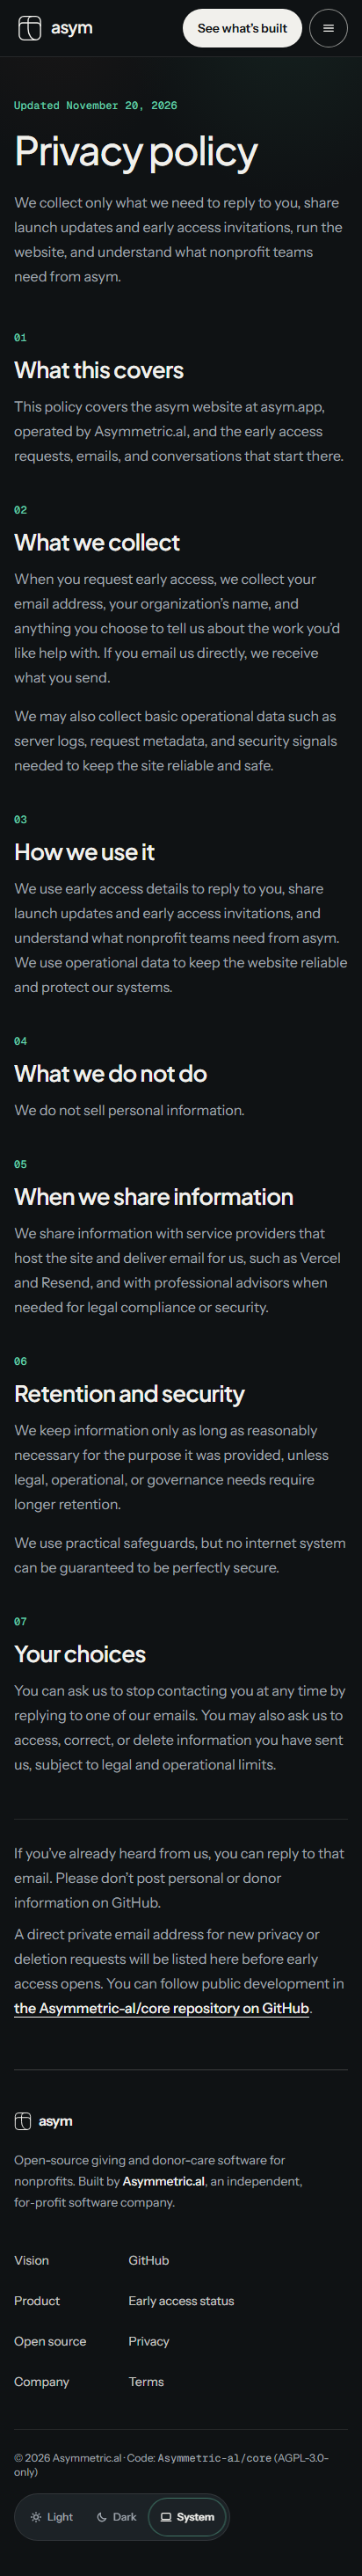 asym
See what's built
Updated November 20, 2026
Privacy policy
We collect only what we need to reply to you, share
launch updates and early access invitations, run the
website, and understand what nonprofit teams
need from asym.
01
What this covers
This policy covers the asym website at asym.app,
operated by Asymmetric.al, and the early access
requests, emails, and conversations that start there.
02
What we collect
When you request early access, we collect your
email address, your organization's name, and
anything you choose to tell us about the work you'd
like help with. If you email us directly, we receive
what you send.
We may also collect basic operational data such as
server logs, request metadata, and security signals
needed to keep the site reliable and safe.
03
How we use it
We use early access details to reply to you, share
launch updates and early access invitations, and
understand what nonprofit teams need from asym.
We use operational data to keep the website reliable
and protect our systems.
04
What we do not do
We do not sell personal information.
05
When we share information
We share information with service providers that
host the site and deliver email for us, such as Vercel
and Resend, and with professional advisors when
needed for legal compliance or security.
06
Retention and security
We keep information only as long as reasonably
necessary for the purpose it was provided, unless
legal, operational, or governance needs require
longer retention.
We use practical safeguards, but no internet system
can be guaranteed to be perfectly secure.
07
Your choices
You can ask us to stop contacting you at any time by
replying to one of our emails. You may also ask us to
access, correct, or delete information you have sent
us, subject to legal and operational limits.
If you've already heard from us, you can reply to that
email. Please don't post personal or donor
information on GitHub.
A direct private email address for new privacy or
deletion requests will be listed here before early
access opens. You can follow public development in
the Asymmetric-al/core repository on GitHub.
asym
Open-source giving and donor-care software for
nonprofits. Built by Asymmetric.al, an independent,
for-profit software company.
Vision GitHub
Product Early access status
Open source Privacy
Company Terms
© 2026 Asymmetric.al · Code: Asymmetric-al/core (AGPL-3.0-
only)
Light Dark System